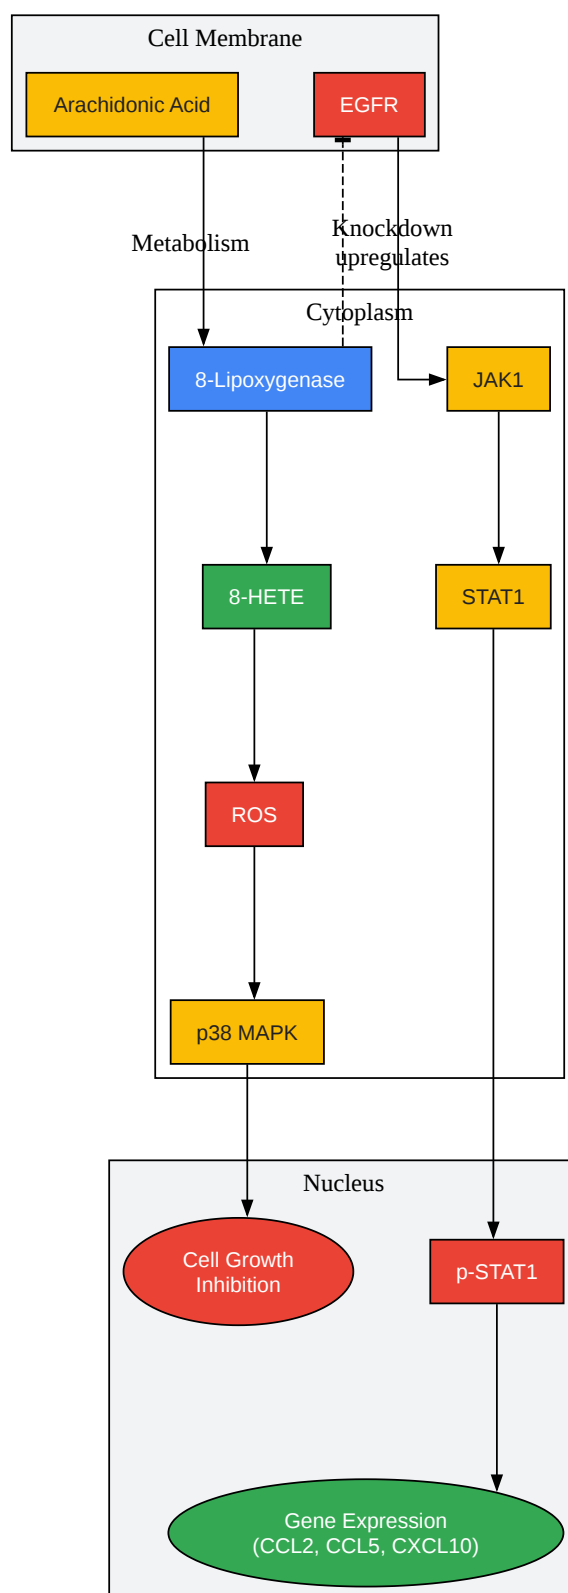 Cell Membrane
Arachidonic Acid
EGFR
Metabolism
Knockdown
upregulates
Cytoplasm
8-Lipoxygenase
JAK1
8-HETE
STAT1
ROS
p38 MAPK
Nucleus
Cell Growth
Inhibition
p-STAT1
Gene Expression
(CCL2, CCL5, CXCL10)